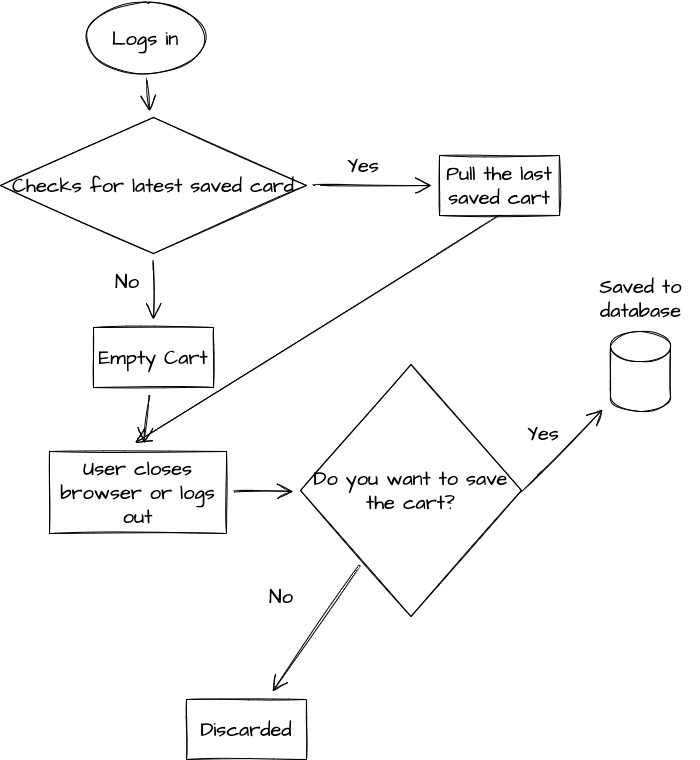 Logs in
Checks for latest saved card
Yes
Pull the last
saved cart
No
Empty Cart
Saved to
database
User closes
browser or logs
out
Do you want to save
the cart?
Yes
No
Discarded